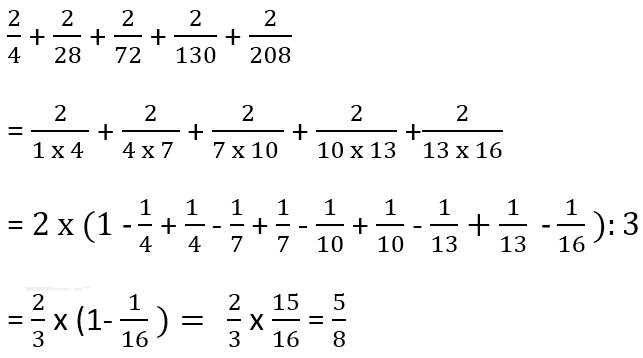 2/4 + 2/28 + 2/72 + 2/130 + 2/208
= 2/(1 x 4) + 2/(4 x 7) + 2/(7 x 10) + 2/(10 x 13) + 2/(13 x 16)
= 2 x (1 - 1/4 + 1/4 - 1/7 + 1/7 - 1/10 + 1/10 - 1/13 + 1/13 - 1/16 ) : 3
= 2/3 x (1- 1/16 ) = 2/3 x 15/16 = 5/8